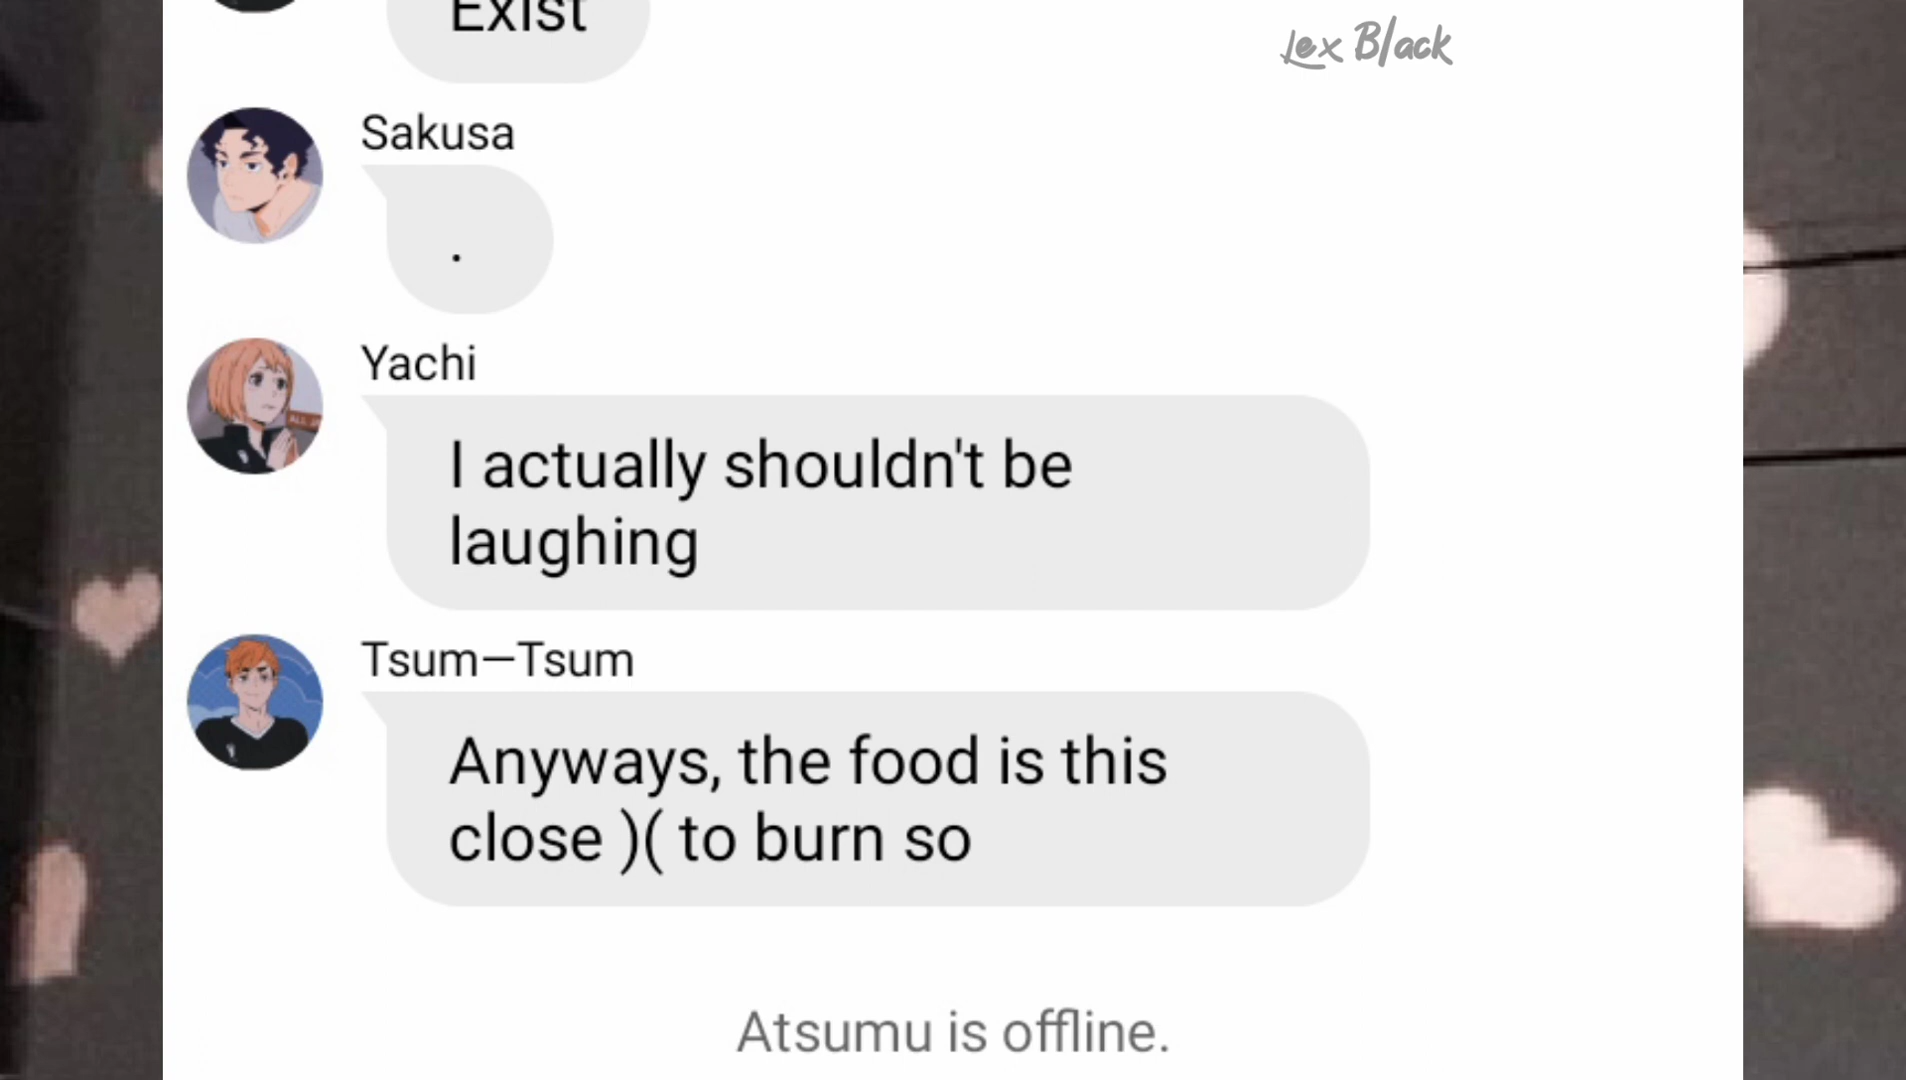 Exist
Lex Black
Sakusa
.
Yachi
I actually shouldn't be
laughing
Tsum—Tsum
Anyways, the food is this
close )( to burn so
Atsumu is offline.